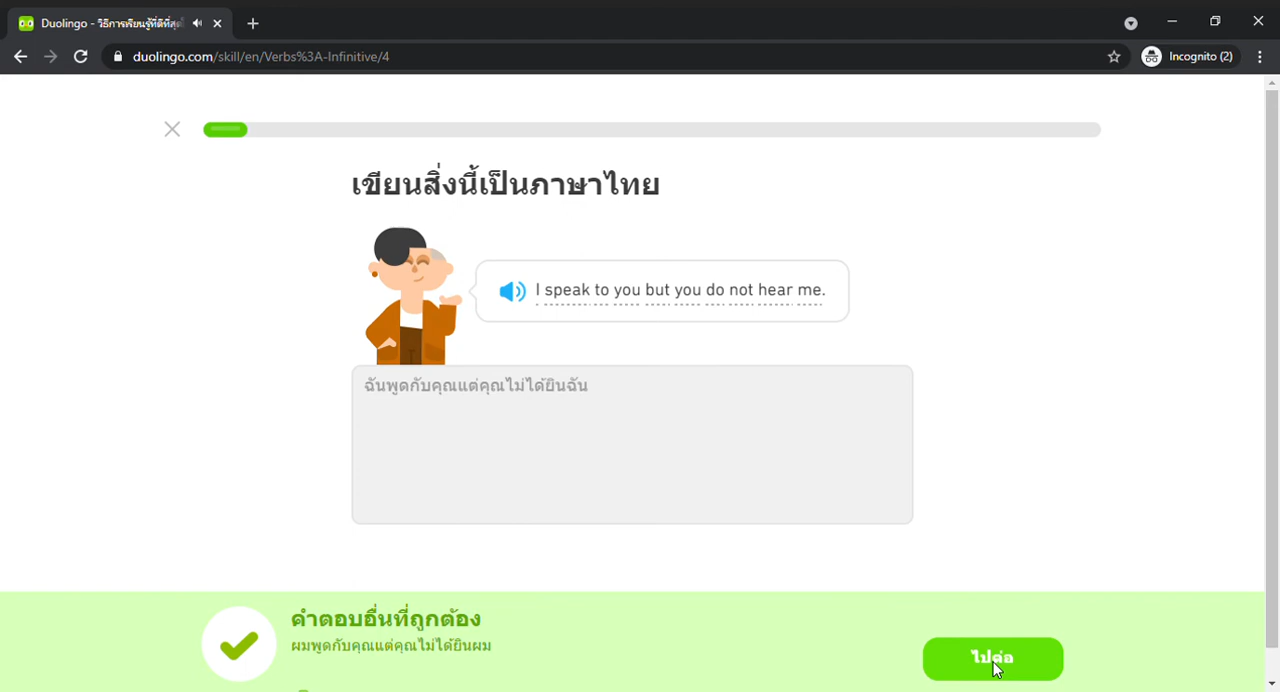 Duolingo - วิธีการเรียนรู้ที่ดีที่สุด
duolingo.com/skill/en/Verbs%3A-Infinitive/4
Incognito (2)
เขียนสิ่งนี้เป็นภาษาไทย
I speak to you but you do not hear me.
ฉันพูดกับคุณแต่คุณไม่ได้ยินฉัน
คำตอบอื่นที่ถูกต้อง
ผมพูดกับคุณแต่คุณไม่ได้ยินผม
ไปต่อ